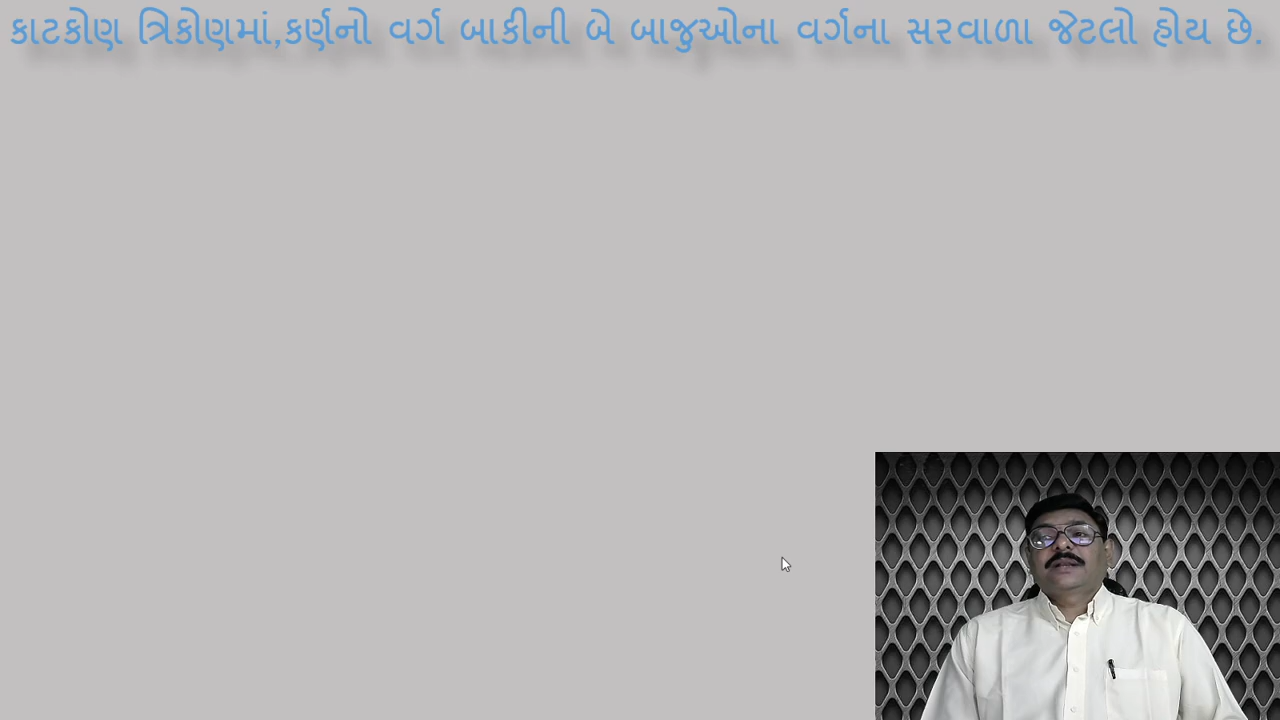 કાટકોણ ત્રિકોણમાં,કર્ણનો વર્ગ બાકીની બે બાજુઓના વર્ગના સરવાળા જેટલો હોય છે.